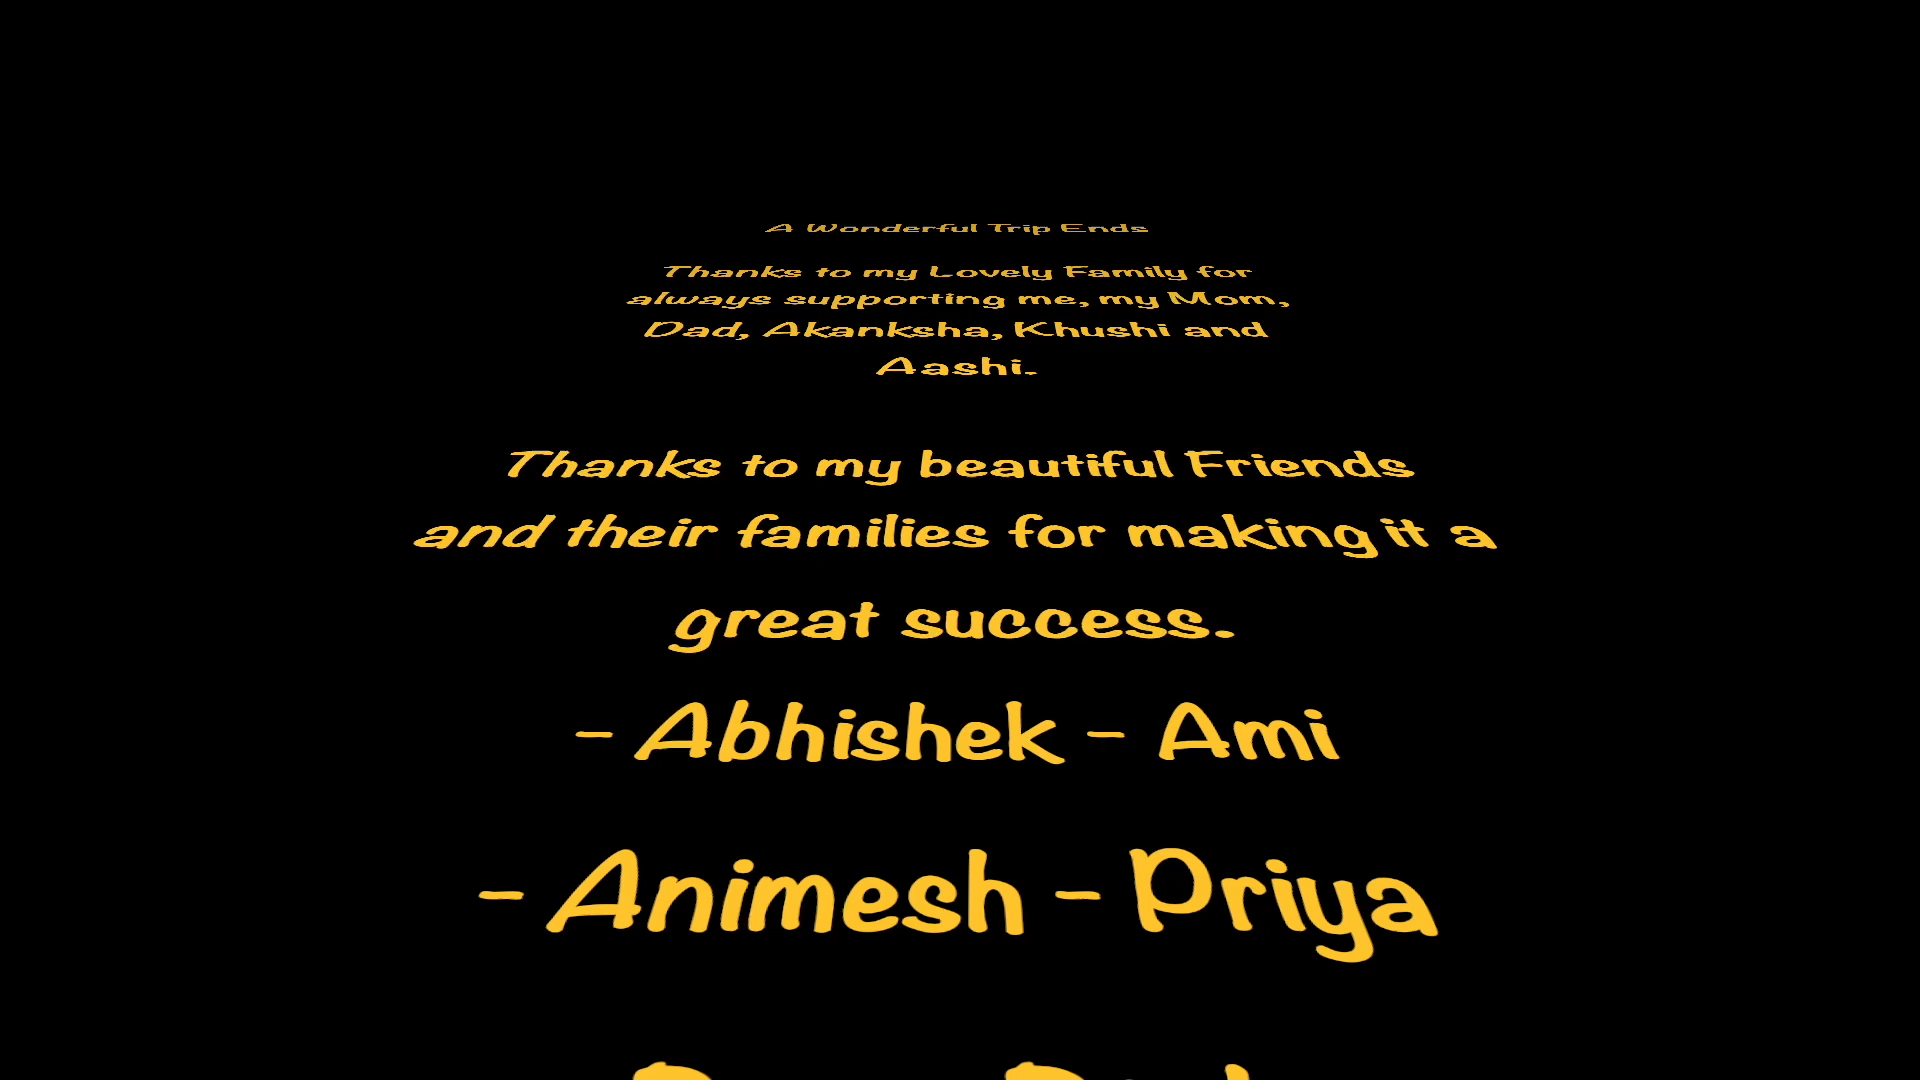 A Wonderful Trip Ends
Thanks to my Lovely Family for
always supporting me, my Mom,
Dad, Akanksha, Khushi and
Aashi.
Thanks to my beautiful Friends
and their families for making it a
great success.
- Abhishek - Ami
- Animesh - Priya